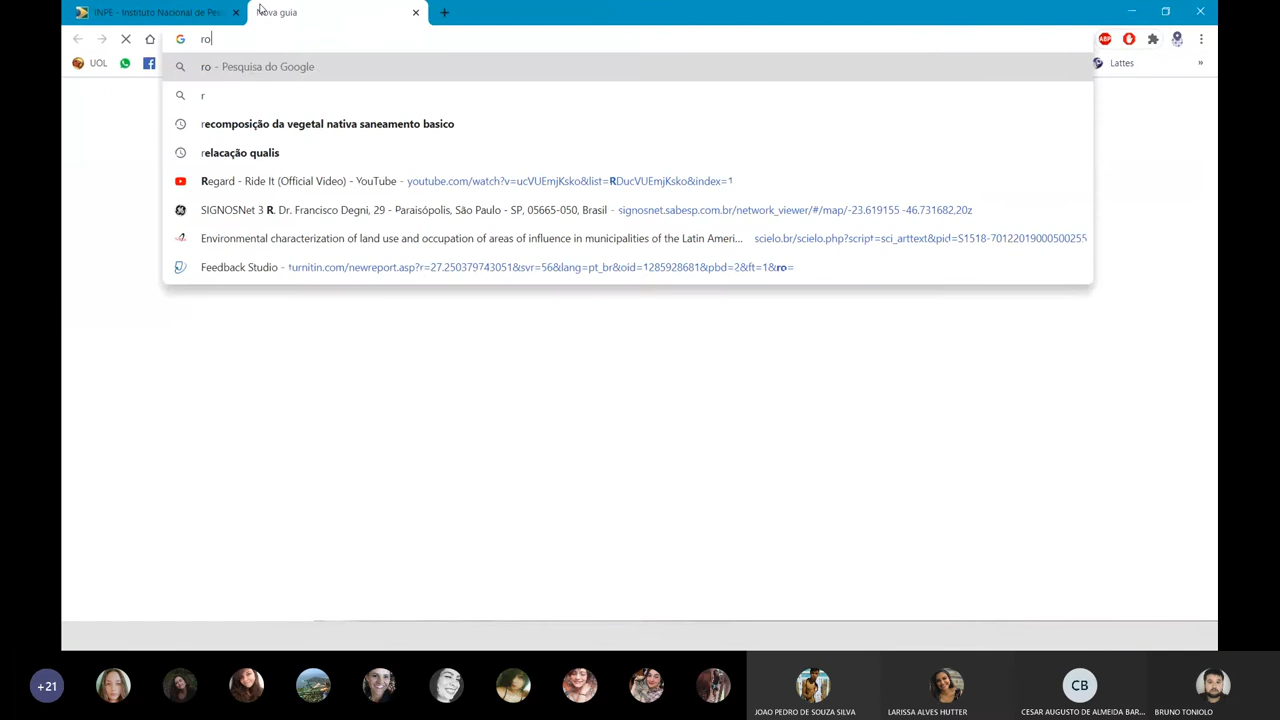 INPE - Instituto Nacional de Pes
Nova guia
ro
ABP
UOL
Lattes
»
ro - Pesquisa do Google
r
recomposição da vegetal nativa saneamento basico
relacação qualis
Regard - Ride It (Official Video) - YouTube - youtube.com/watch?v=ucVUEmjKsko&list=RDucVUEmjKsko&index=1
SIGNOSNet 3 R. Dr. Francisco Degni, 29 - Paraisópolis, São Paulo - SP, 05665-050, Brasil - signosnet.sabesp.com.br/network_viewer/#/map/-23.619155 -46.731682,20z
Environmental characterization of land use and occupation of areas of influence in municipalities of the Latin Ameri... scielo.br/scielo.php?script=sci_arttext&pid=S1518-70122019000500255
Feedback Studio - turnitin.com/newreport.asp?r=27.250379743051&svr=56&lang=pt_br&oid=1285928681&pbd=2&ft=1&ro=
+21
CB
JOAO PEDRO DE SOUZA SILVA
LARISSA ALVES HUTTER
CESAR AUGUSTO DE ALMEIDA BAR...
BRUNO TONIOLO